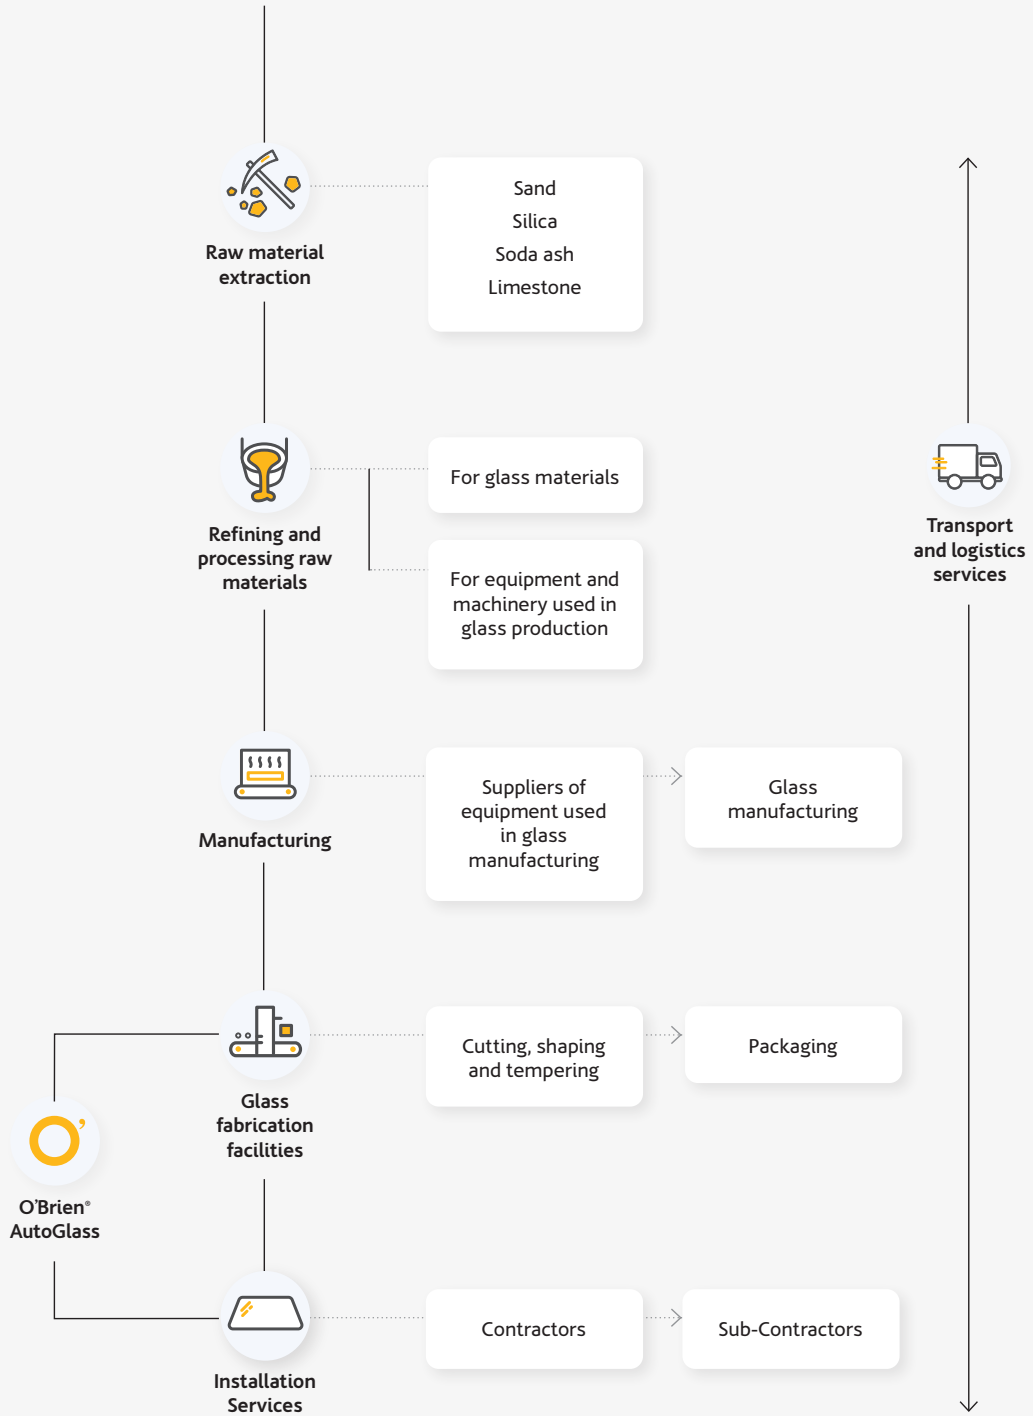 Raw material
extraction
Sand
Silica
Soda ash
Limestone
Refining and
processing raw
materials
For glass materials
For equipment and
machinery used in
glass production
Transport
and logistics
services
Manufacturing
Suppliers of
equipment used
in glass
manufacturing
Glass
manufacturing
Glass
fabrication
facilities
Cutting, shaping
and tempering
Packaging
O’
O’Brien®
AutoGlass
Installation
Services
Contractors
Sub-Contractors